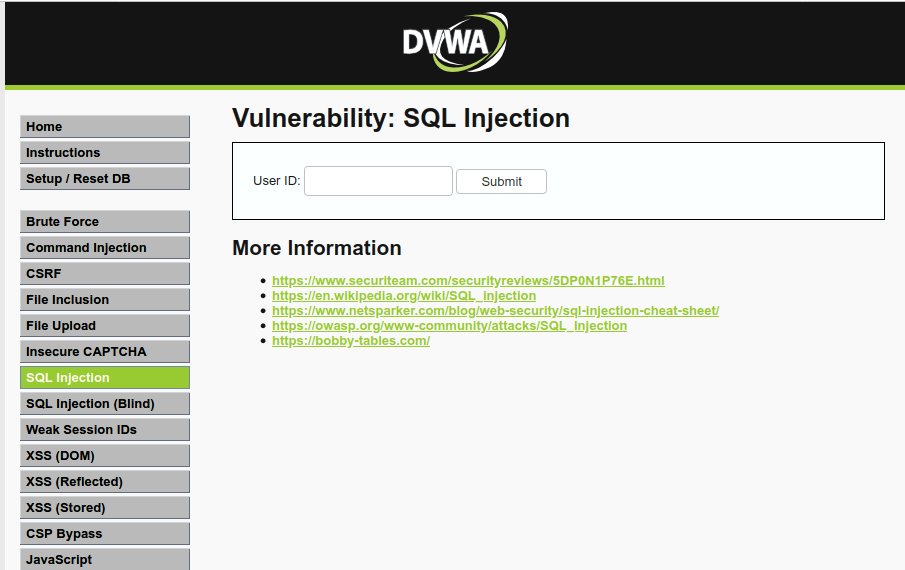 DVWA
Home
Instructions
Setup / Reset DB
Brute Force
Command Injection
CSRF
File Inclusion
File Upload
Insecure CAPTCHA
SQL Injection
SQL Injection (Blind)
Weak Session IDs
XSS (DOM)
XSS (Reflected)
XSS (Stored)
CSP Bypass
JavaScript
Vulnerability: SQL Injection
User ID: Submit
More Information
https://www.securiteam.com/securityreviews/5DP0N1P76E.html
https://en.wikipedia.org/wiki/SQL_injection
https://www.netsparker.com/blog/web-security/sql-injection-cheat-sheet/
https://owasp.org/www-community/attacks/SQL_Injection
https://bobby-tables.com/